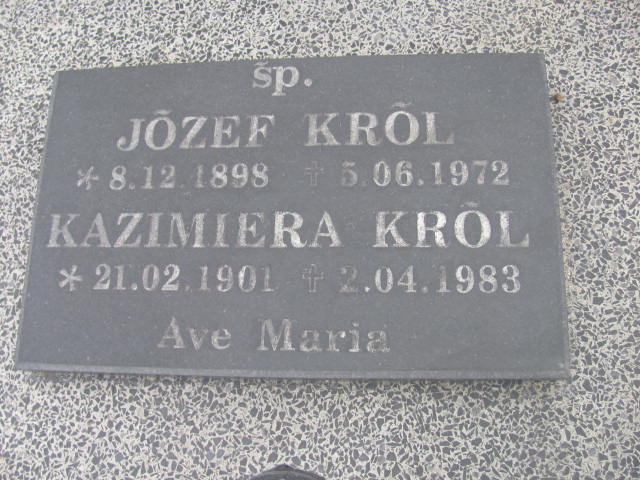 śp.
JÓZEF KRÓL
* 8.12.1898 † 5.06.1972
KAZIMIERA KRÓL
* 21.02.1901 † 2.04.1983
Ave Maria